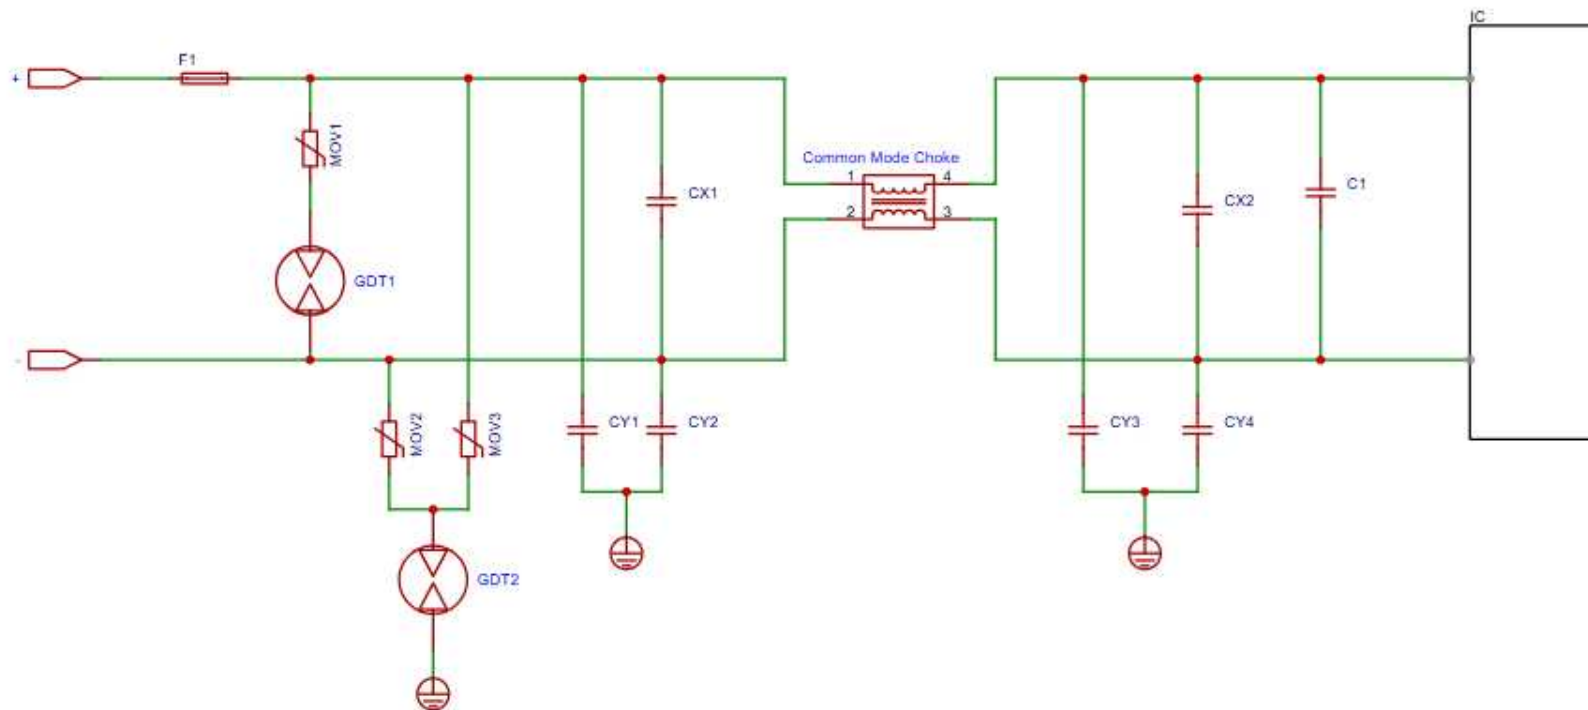 IC
F1
+
MOV1
Common Mode Choke
1
4
CX1
CX2
C1
2
3
GDT1
-
MOV2
MOV3
CY1
CY2
CY3
CY4
GDT2